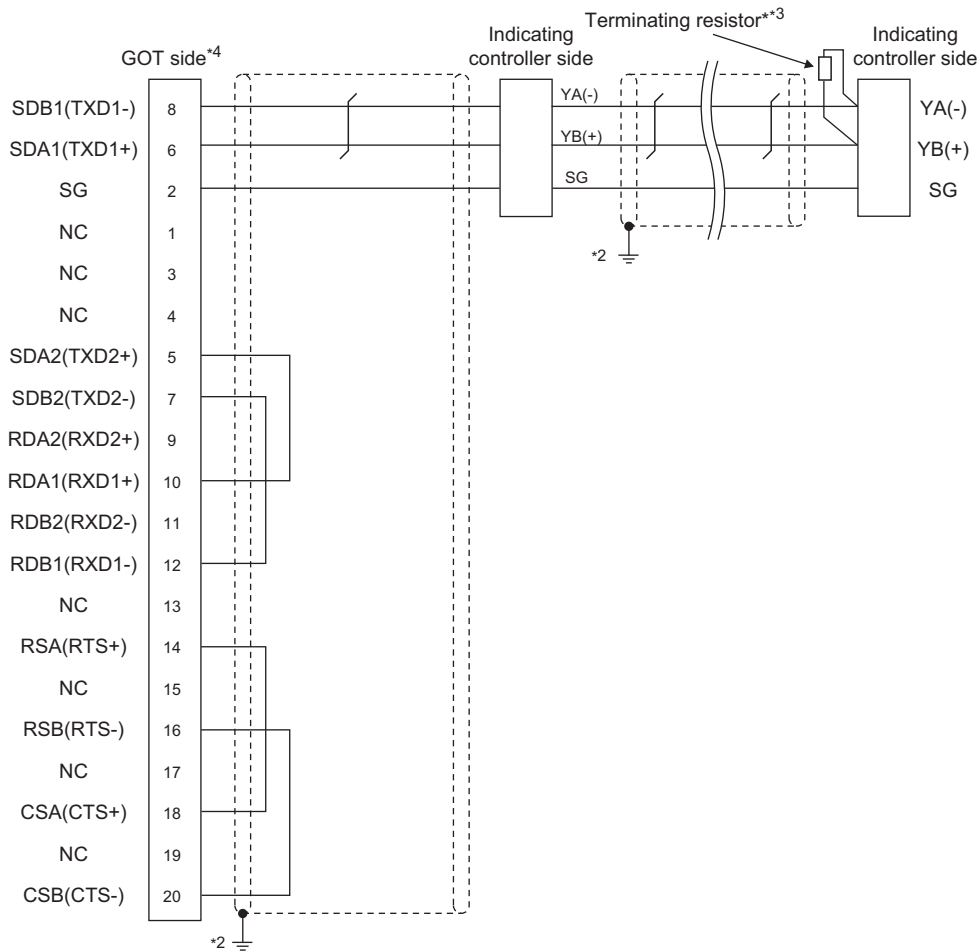 Terminating resistor**3
GOT side*4
Indicating controller side
Indicating controller side
SDB1(TXD1-) 8 YA(-) YA(-)
SDA1(TXD1+) 6 YB(+) YB(+)
SG 2 SG SG
NC 1
*2
NC 3
NC 4
SDA2(TXD2+) 5
SDB2(TXD2-) 7
RDA2(RXD2+) 9
RDA1(RXD1+) 10
RDB2(RXD2-) 11
RDB1(RXD1-) 12
NC 13
RSA(RTS+) 14
NC 15
RSB(RTS-) 16
NC 17
CSA(CTS+) 18
NC 19
CSB(CTS-) 20
*2